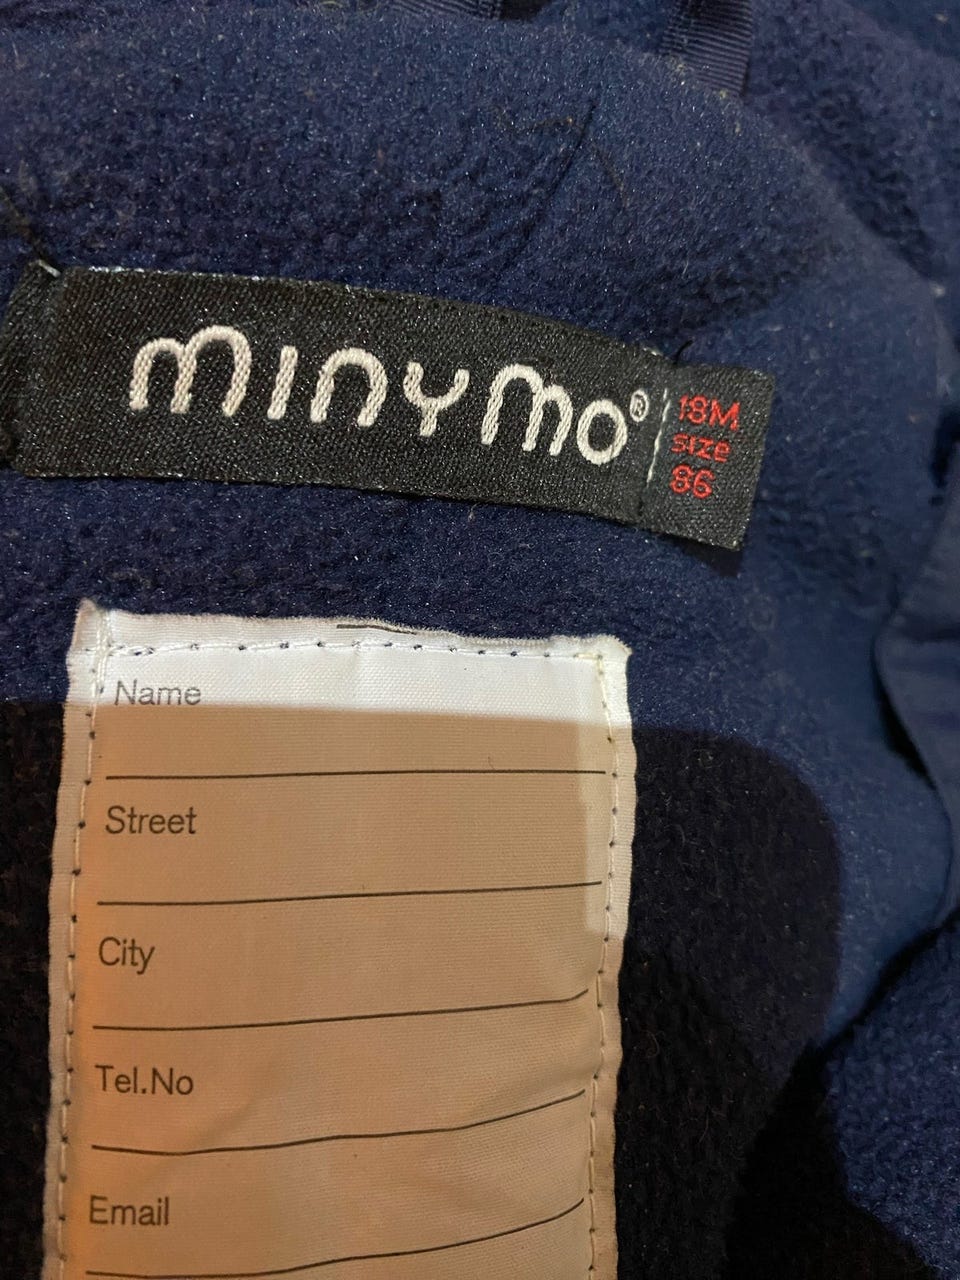 minymo®
18M
size
86
Name
Street
City
Tel.No
Email